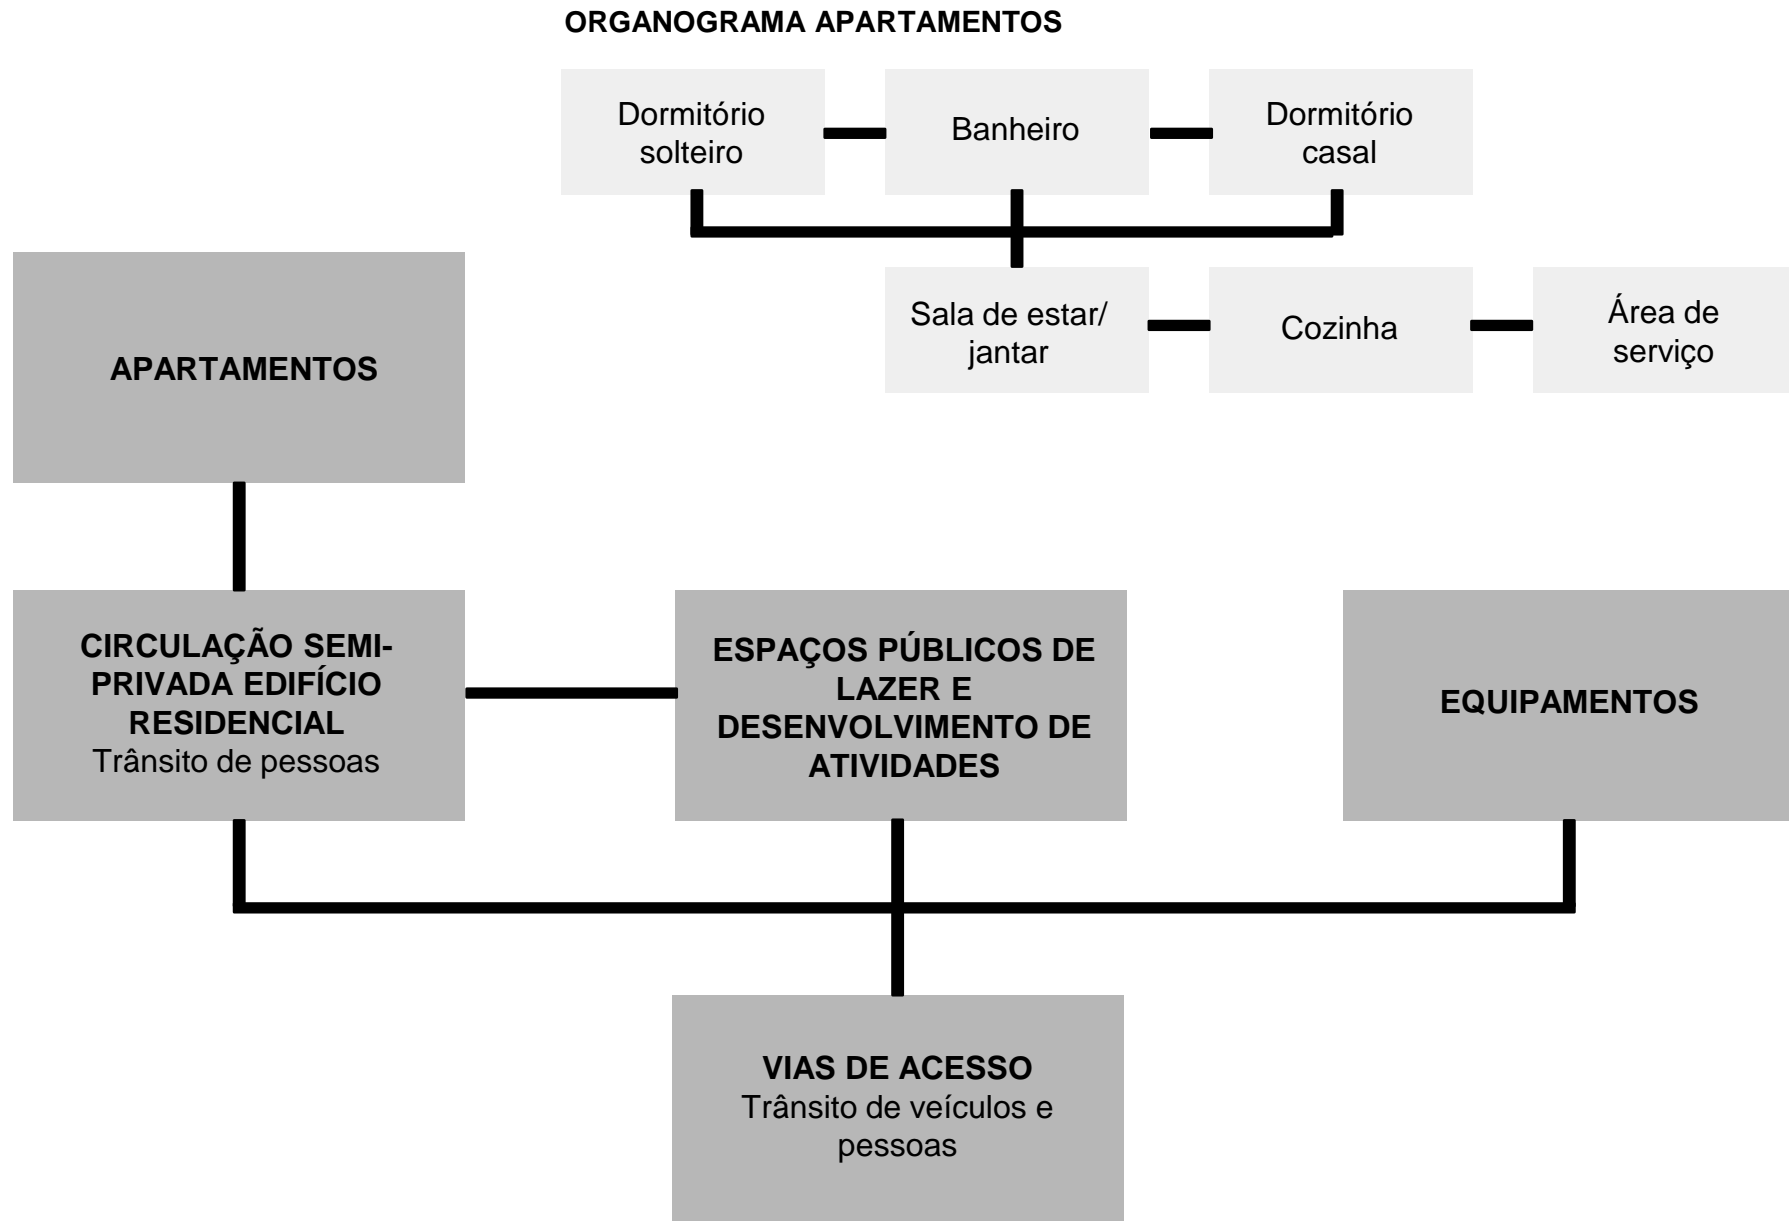 ORGANOGRAMA APARTAMENTOS
Dormitório
solteiro
Banheiro
Dormitório
casal
Sala de estar/
jantar
Cozinha
Área de
serviço
APARTAMENTOS
CIRCULAÇÃO SEMI-
PRIVADA EDIFÍCIO
RESIDENCIAL
Trânsito de pessoas
ESPAÇOS PÚBLICOS DE
LAZER E
DESENVOLVIMENTO DE
ATIVIDADES
EQUIPAMENTOS
VIAS DE ACESSO
Trânsito de veículos e
pessoas